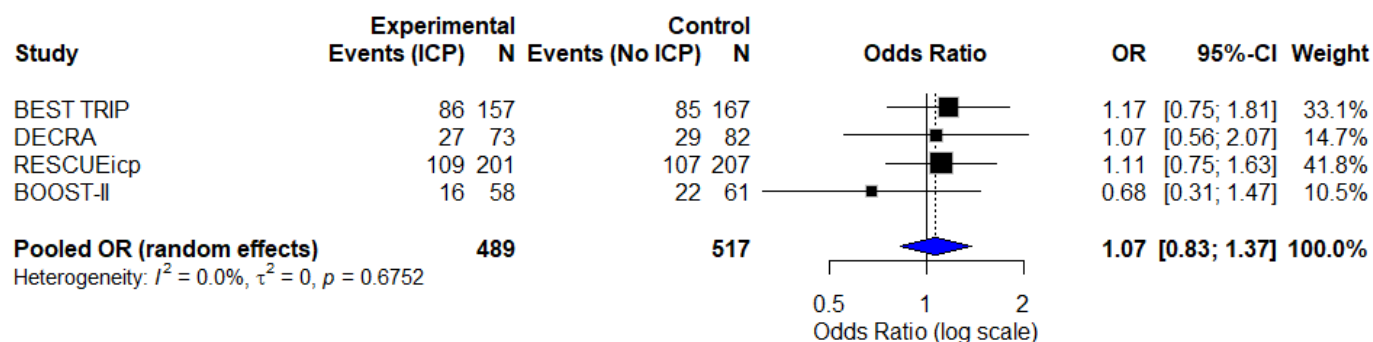 Experimental Control
Study Events (ICP) N Events (No ICP) N Odds Ratio OR 95%-CI Weight
BEST TRIP 86 157 85 167 1.17 [0.75; 1.81] 33.1%
DECRA 27 73 29 82 1.07 [0.56; 2.07] 14.7%
RESCUEicp 109 201 107 207 1.11 [0.75; 1.63] 41.8%
BOOST-II 16 58 22 61 0.68 [0.31; 1.47] 10.5%
Pooled OR (random effects) 489 517 1.07 [0.83; 1.37] 100.0%
Heterogeneity: I² = 0.0%, τ² = 0, p = 0.6752
0.5 1 2
Odds Ratio (log scale)